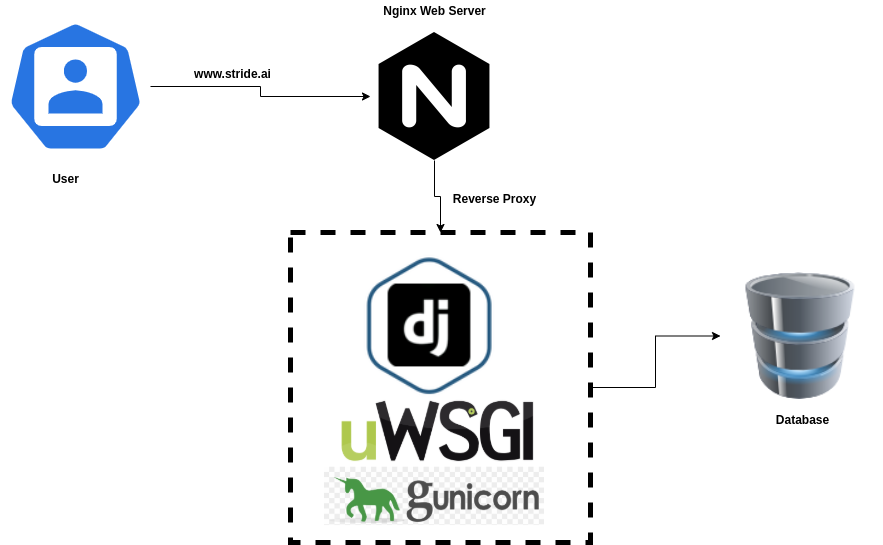 Nginx Web Server
www.stride.ai
N
User
Reverse Proxy
dj
uWSGI
gunicorn
Database